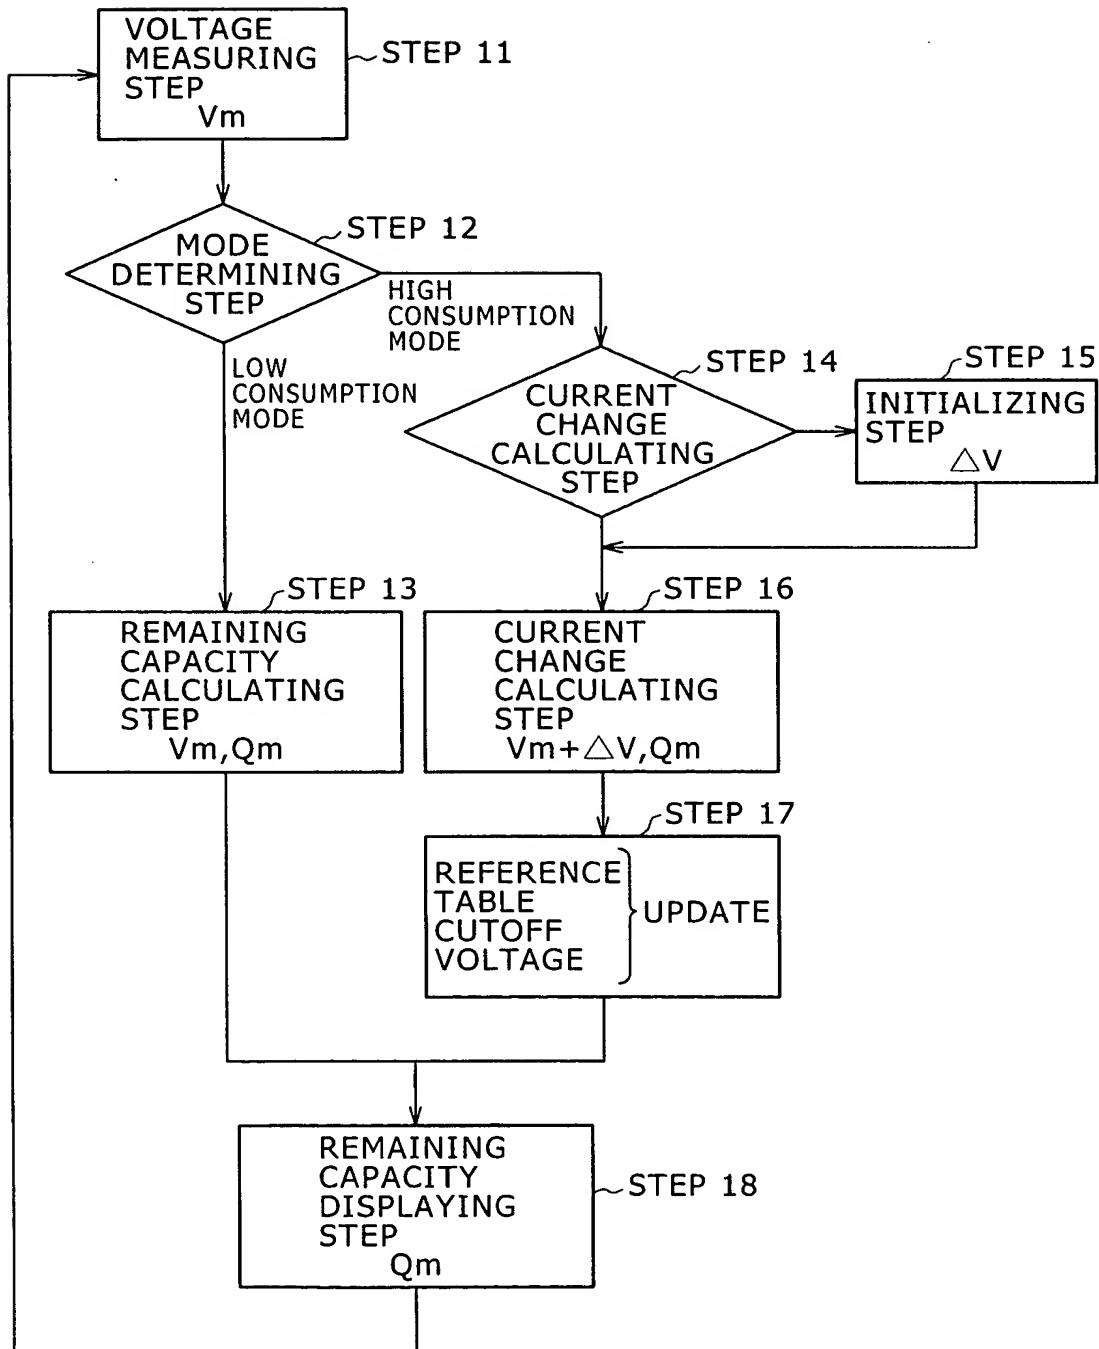 VOLTAGE
MEASURING
STEP
Vm
STEP 11
MODE
DETERMINING
STEP
STEP 12
HIGH
CONSUMPTION
MODE
LOW
CONSUMPTION
MODE
CURRENT
CHANGE
CALCULATING
STEP
STEP 14
INITIALIZING
STEP
△V
STEP 15
REMAINING
CAPACITY
CALCULATING
STEP
Vm,Qm
STEP 13
CURRENT
CHANGE
CALCULATING
STEP
Vm+△V,Qm
STEP 16
REFERENCE
TABLE
CUTOFF
VOLTAGE
UPDATE
STEP 17
REMAINING
CAPACITY
DISPLAYING
STEP
Qm
STEP 18